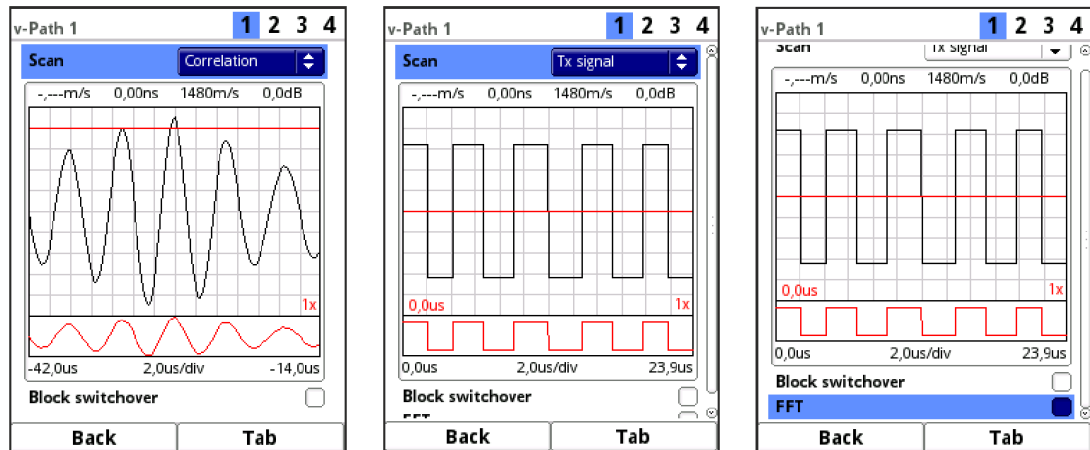 v-Path 1 1 2 3 4
Scan Correlation
-,---m/s 0,00ns 1480m/s 0,0dB
1x
-42,0us 2,0us/div -14,0us
Block switchover
Back Tab
v-Path 1 1 2 3 4
Scan Tx signal
-,---m/s 0,00ns 1480m/s 0,0dB
0,0us 1x
0,0us 2,0us/div 23,9us
Block switchover
FFT
Back Tab
v-Path 1 1 2 3 4
Scan Tx signal
-,---m/s 0,00ns 1480m/s 0,0dB
0,0us 1x
0,0us 2,0us/div 23,9us
Block switchover
FFT
Back Tab